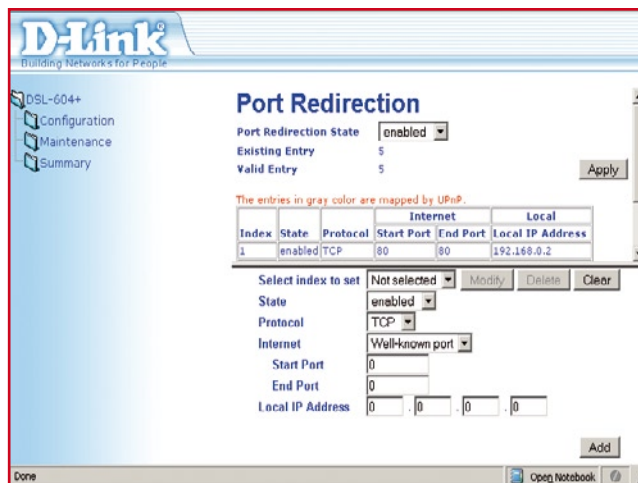 D-Link®
Building Networks for People
DSL-604+
Configuration
Maintenance
Summary
Port Redirection
Port Redirection State enabled
Existing Entry 5
Valid Entry 5
Apply
The entries in gray color are mapped by UPnP.
Internet Local
Index State Protocol Start Port End Port Local IP Address
1 enabled TCP 80 80 192.168.0.2
Select index to set Not selected Modify Delete Clear
State enabled
Protocol TCP
Internet Well-known port
Start Port 0
End Port 0
Local IP Address 0 . 0 . 0 . 0
Add
Done Open Notebook